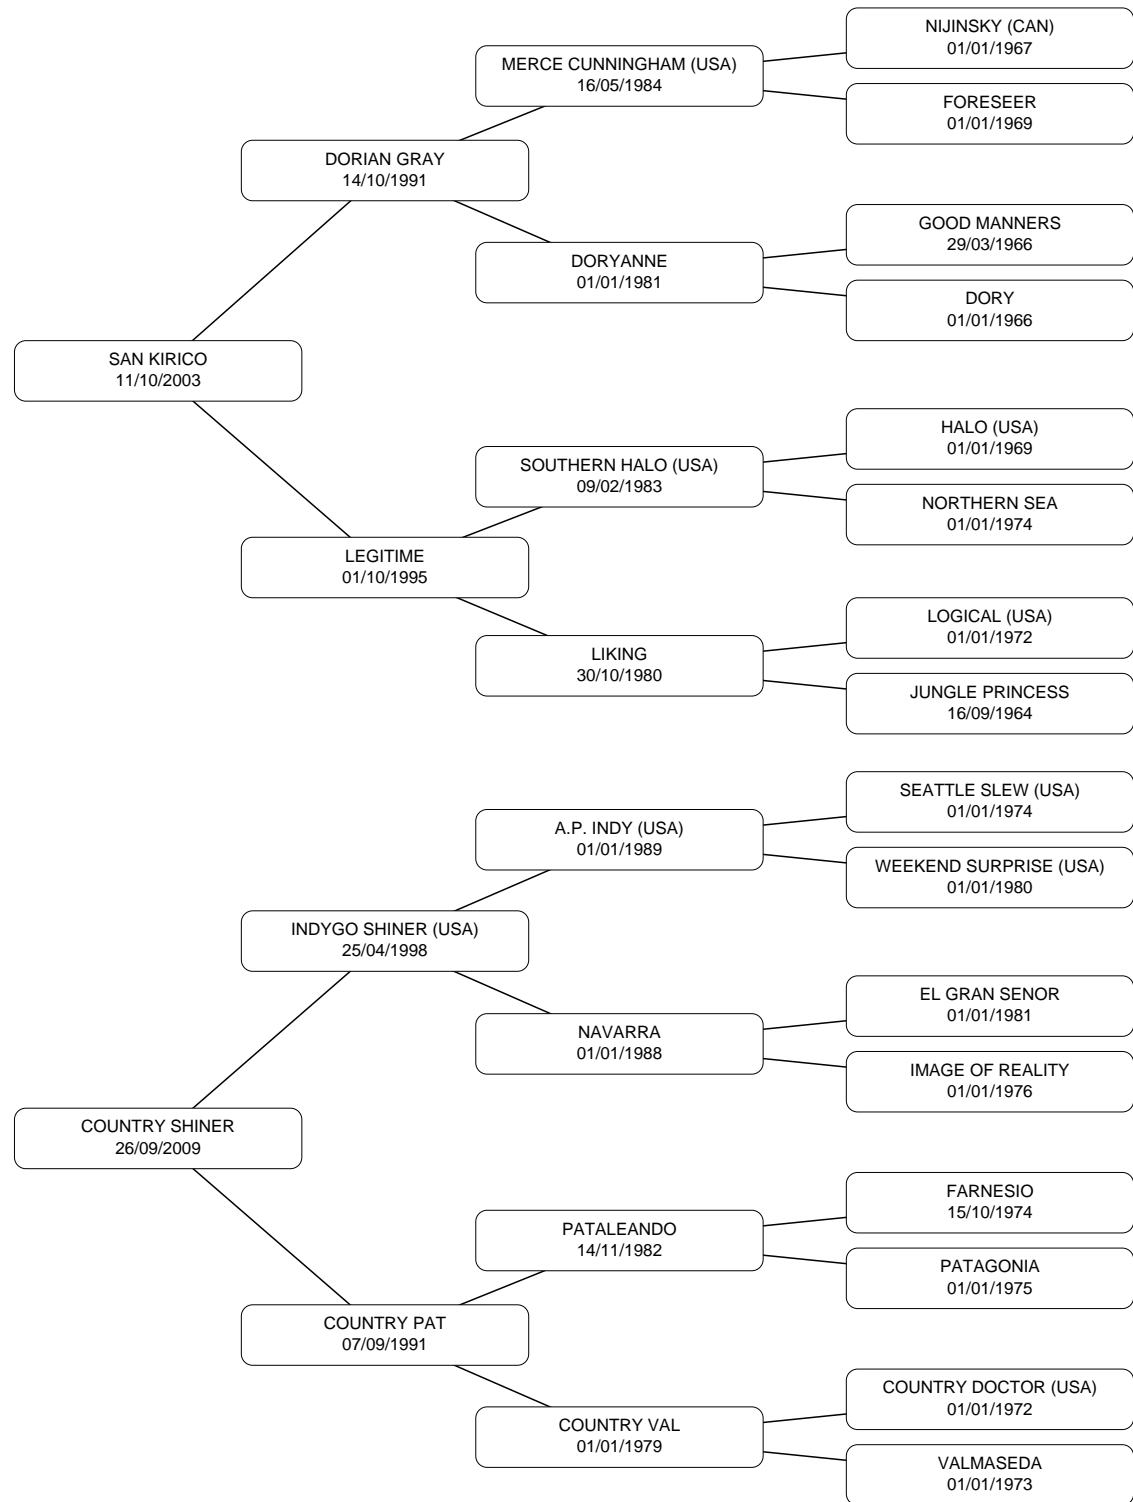 NIJINSKY (CAN)
01/01/1967
MERCE CUNNINGHAM (USA)
16/05/1984
FORESEER
01/01/1969
DORIAN GRAY
14/10/1991
GOOD MANNERS
29/03/1966
DORYANNE
01/01/1981
DORY
01/01/1966
SAN KIRICO
11/10/2003
HALO (USA)
01/01/1969
SOUTHERN HALO (USA)
09/02/1983
NORTHERN SEA
01/01/1974
LEGITIME
01/10/1995
LOGICAL (USA)
01/01/1972
LIKING
30/10/1980
JUNGLE PRINCESS
16/09/1964
SEATTLE SLEW (USA)
01/01/1974
A.P. INDY (USA)
01/01/1989
WEEKEND SURPRISE (USA)
01/01/1980
INDYGO SHINER (USA)
25/04/1998
EL GRAN SENOR
01/01/1981
NAVARRA
01/01/1988
IMAGE OF REALITY
01/01/1976
COUNTRY SHINER
26/09/2009
FARNESIO
15/10/1974
PATALEANDO
14/11/1982
PATAGONIA
01/01/1975
COUNTRY PAT
07/09/1991
COUNTRY DOCTOR (USA)
01/01/1972
COUNTRY VAL
01/01/1979
VALMASEDA
01/01/1973